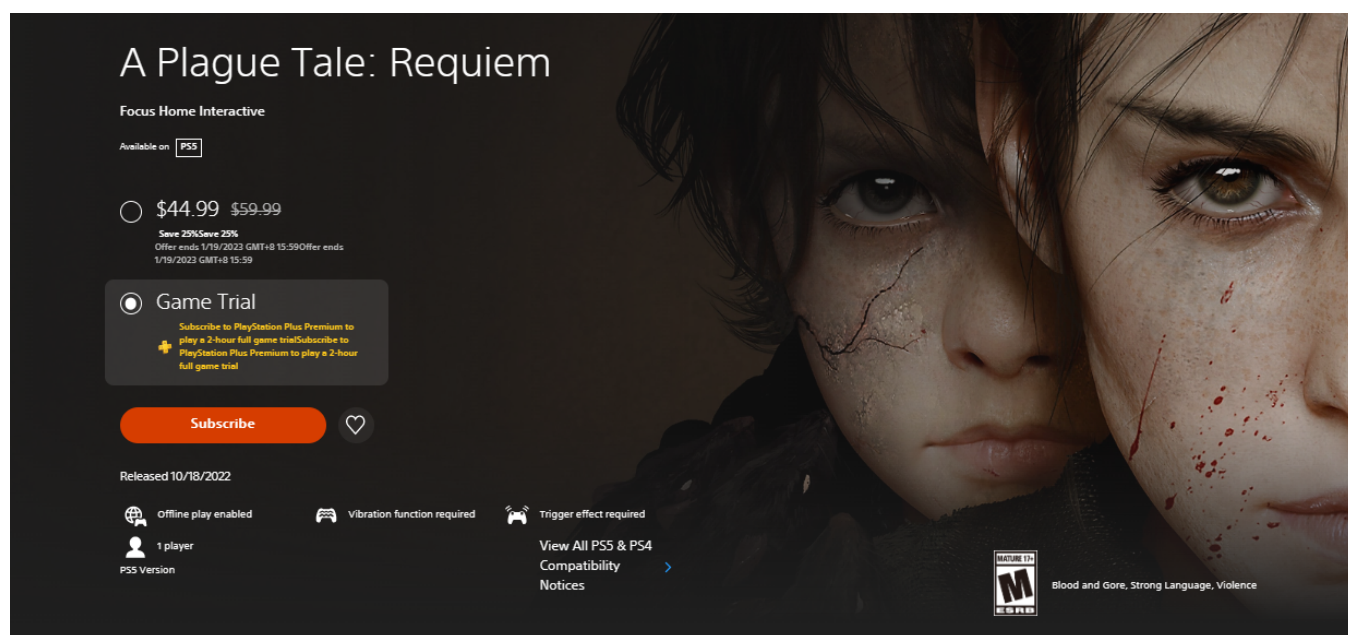 A Plague Tale: Requiem
Focus Home Interactive
Available on PS5
$44.99 $59.99
Save 25%Save 25%
Offer ends 1/19/2023 GMT+8 15:59Offer ends
1/19/2023 GMT+8 15:59
Game Trial
Subscribe to PlayStation Plus Premium to
play a 2-hour full game trialSubscribe to
PlayStation Plus Premium to play a 2-hour
full game trial
Subscribe
Released 10/18/2022
Offline play enabled
Vibration function required
Trigger effect required
1 player
View All PS5 & PS4
Compatibility
Notices
PS5 Version
MATURE 17+
M
ESRB
Blood and Gore, Strong Language, Violence